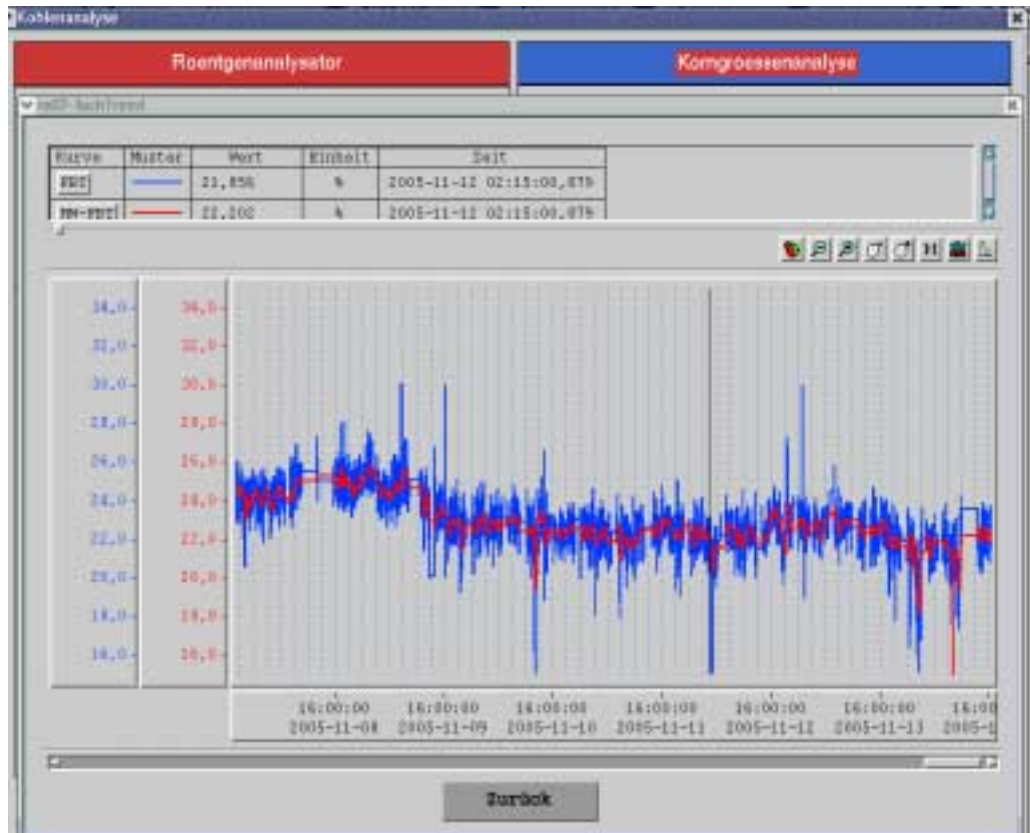 Kohlenanalyse
Roentgenanalysator Korngroessenanalyse
Kurve Muster Wert Einheit Zeit
21,856 % 2005-11-12 02:15:00,879
22,202 % 2005-11-12 02:15:00,879
34,0 34,0
32,0 32,0
30,0 30,0
28,0 28,0
26,0 26,0
24,0 24,0
22,0 22,0
20,0 20,0
18,0 18,0
16,0 16,0
16:00:00 16:00:00 16:00:00 16:00:00 16:00:00 16:00:00 16:00
2005-11-08 2005-11-09 2005-11-10 2005-11-11 2005-11-12 2005-11-13 2005-1
Zurück